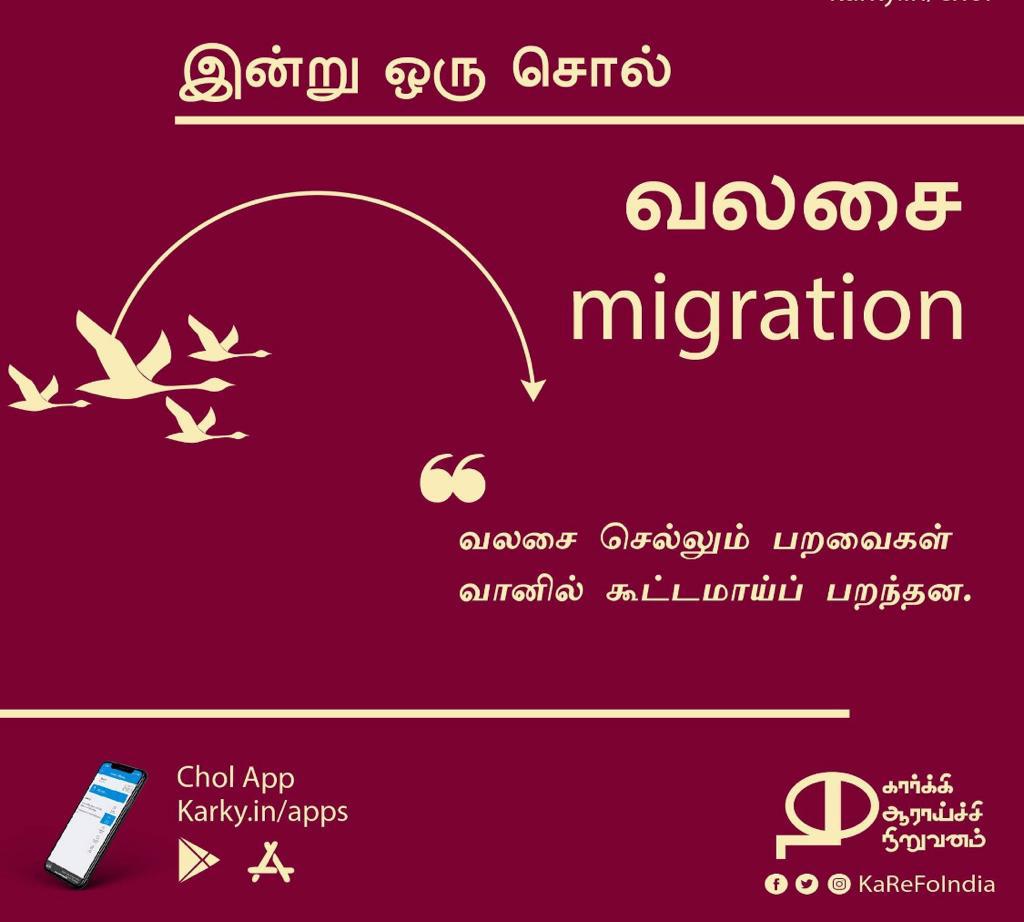 இன்று ஒரு சொல்
வலசை
migration
வலசை செல்லும் பறவைகள்
வானில் கூட்டமாய்ப் பறந்தன.
Chol App
Karky.in/apps
கார்க்கி
ஆராய்ச்சி
நிறுவனம்
KaReFoIndia